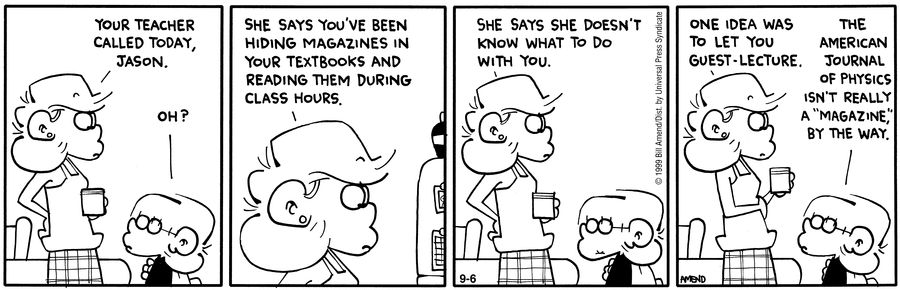 YOUR TEACHER
CALLED TODAY,
JASON.
OH?
SHE SAYS YOU'VE BEEN
HIDING MAGAZINES IN
YOUR TEXTBOOKS AND
READING THEM DURING
CLASS HOURS.
SHE SAYS SHE DOESN'T
KNOW WHAT TO DO
WITH YOU.
© 1999 Bill Amend/Dist. by Universal Press Syndicate
9-6
ONE IDEA WAS
TO LET YOU
GUEST-LECTURE.
THE
AMERICAN
JOURNAL
OF PHYSICS
ISN'T REALLY
A "MAGAZINE,"
BY THE WAY.
AMEND